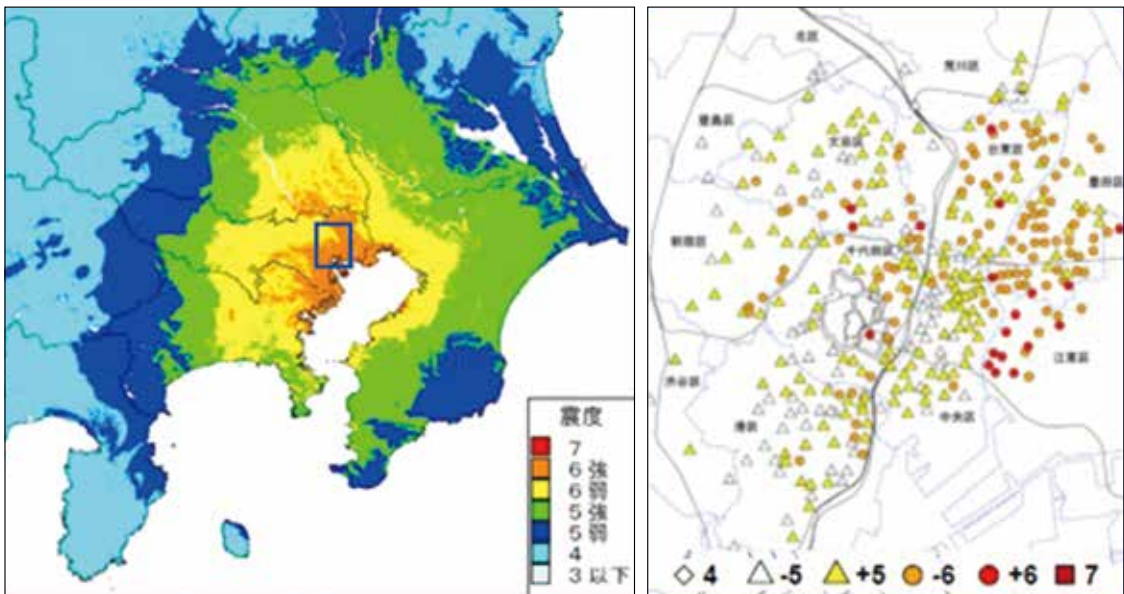 震度
7
6 強
6 弱
5 強
5 弱
4
3 以下
北区
荒川区
豊島区
文京区
台東区
墨田区
新宿区
千代田区
江東区
渋谷区
中央区
港区
4 -5 +5 -6 +6 7